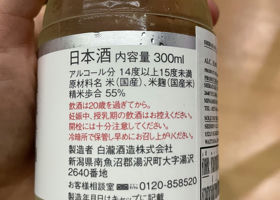 日本酒 内容量 300ml
アルコール分 14度以上15度未満
原材料名 米(国産)、米麹(国産米)
精米歩合 55%
飲酒は20歳を過ぎてから。
妊娠中、授乳期の飲酒はお控えください。
開栓には十分注意してください。
冷暗所で保管し早めにお召し上がりください。
製造者 白瀧酒造株式会社
新潟県南魚沼郡湯沢町大字湯沢
2640番地
お客様相談室 0120-858520
製造年月日はキャップに記載